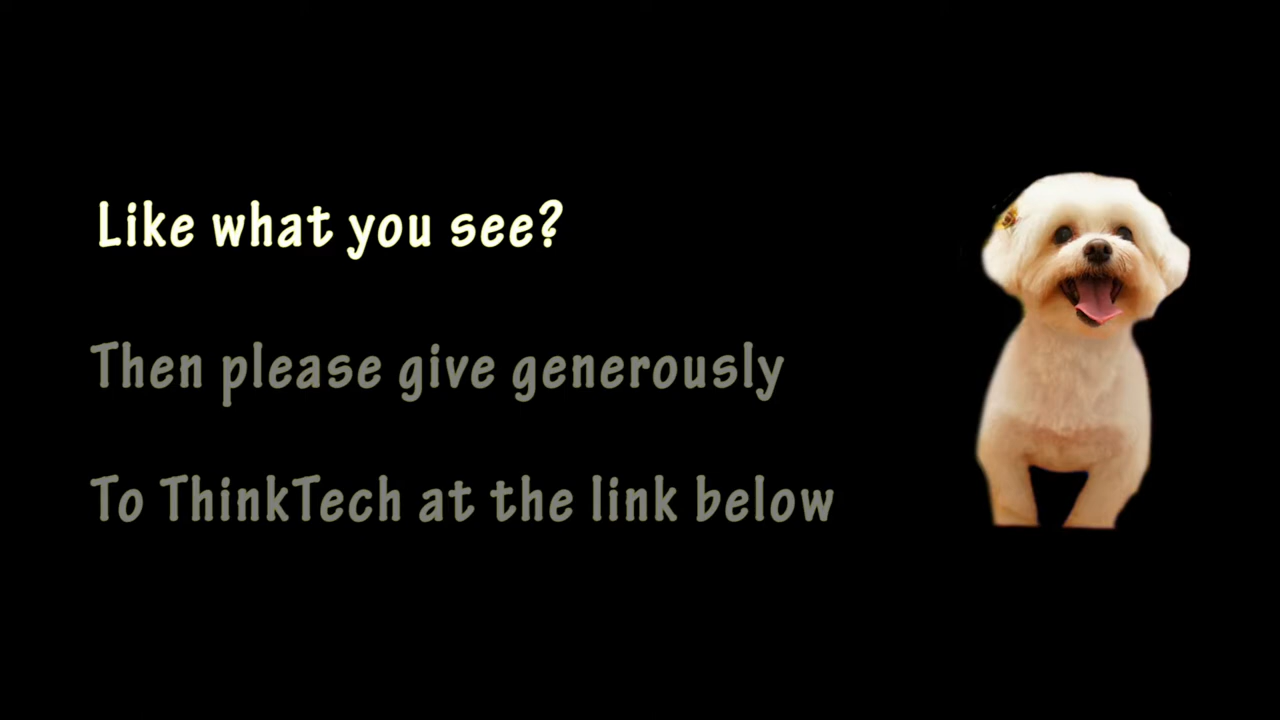 Like what you see?
Then please give generously
To ThinkTech at the link below